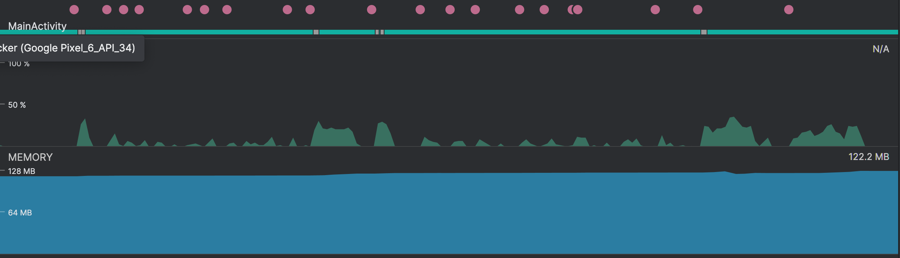 MainActivity
cker (Google Pixel_6_API_34)
N/A
100 %
50 %
MEMORY
122.2 MB
128 MB
64 MB